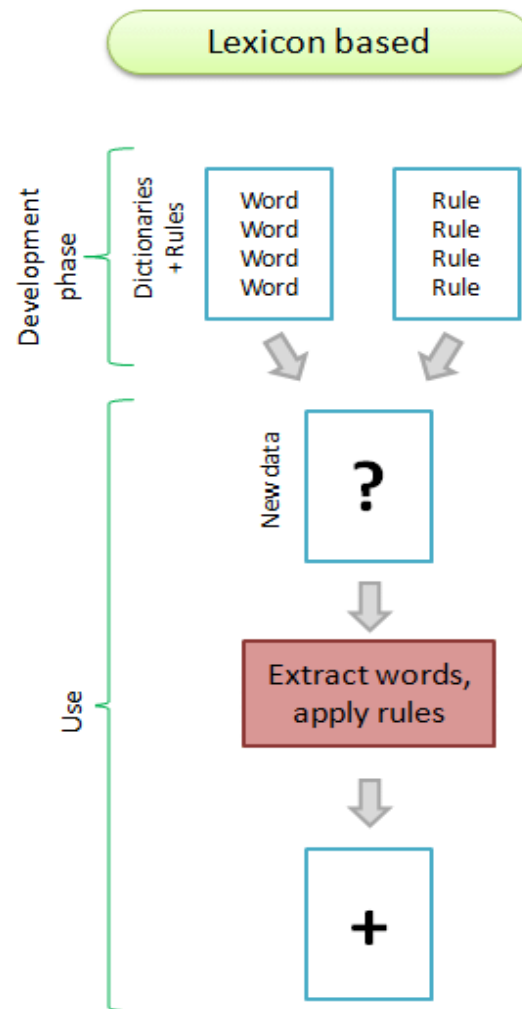 Lexicon based
Development
phase
Dictionaries
+ Rules
Word
Word
Word
Word
Rule
Rule
Rule
Rule
Use
New data
?
Extract words,
apply rules
+